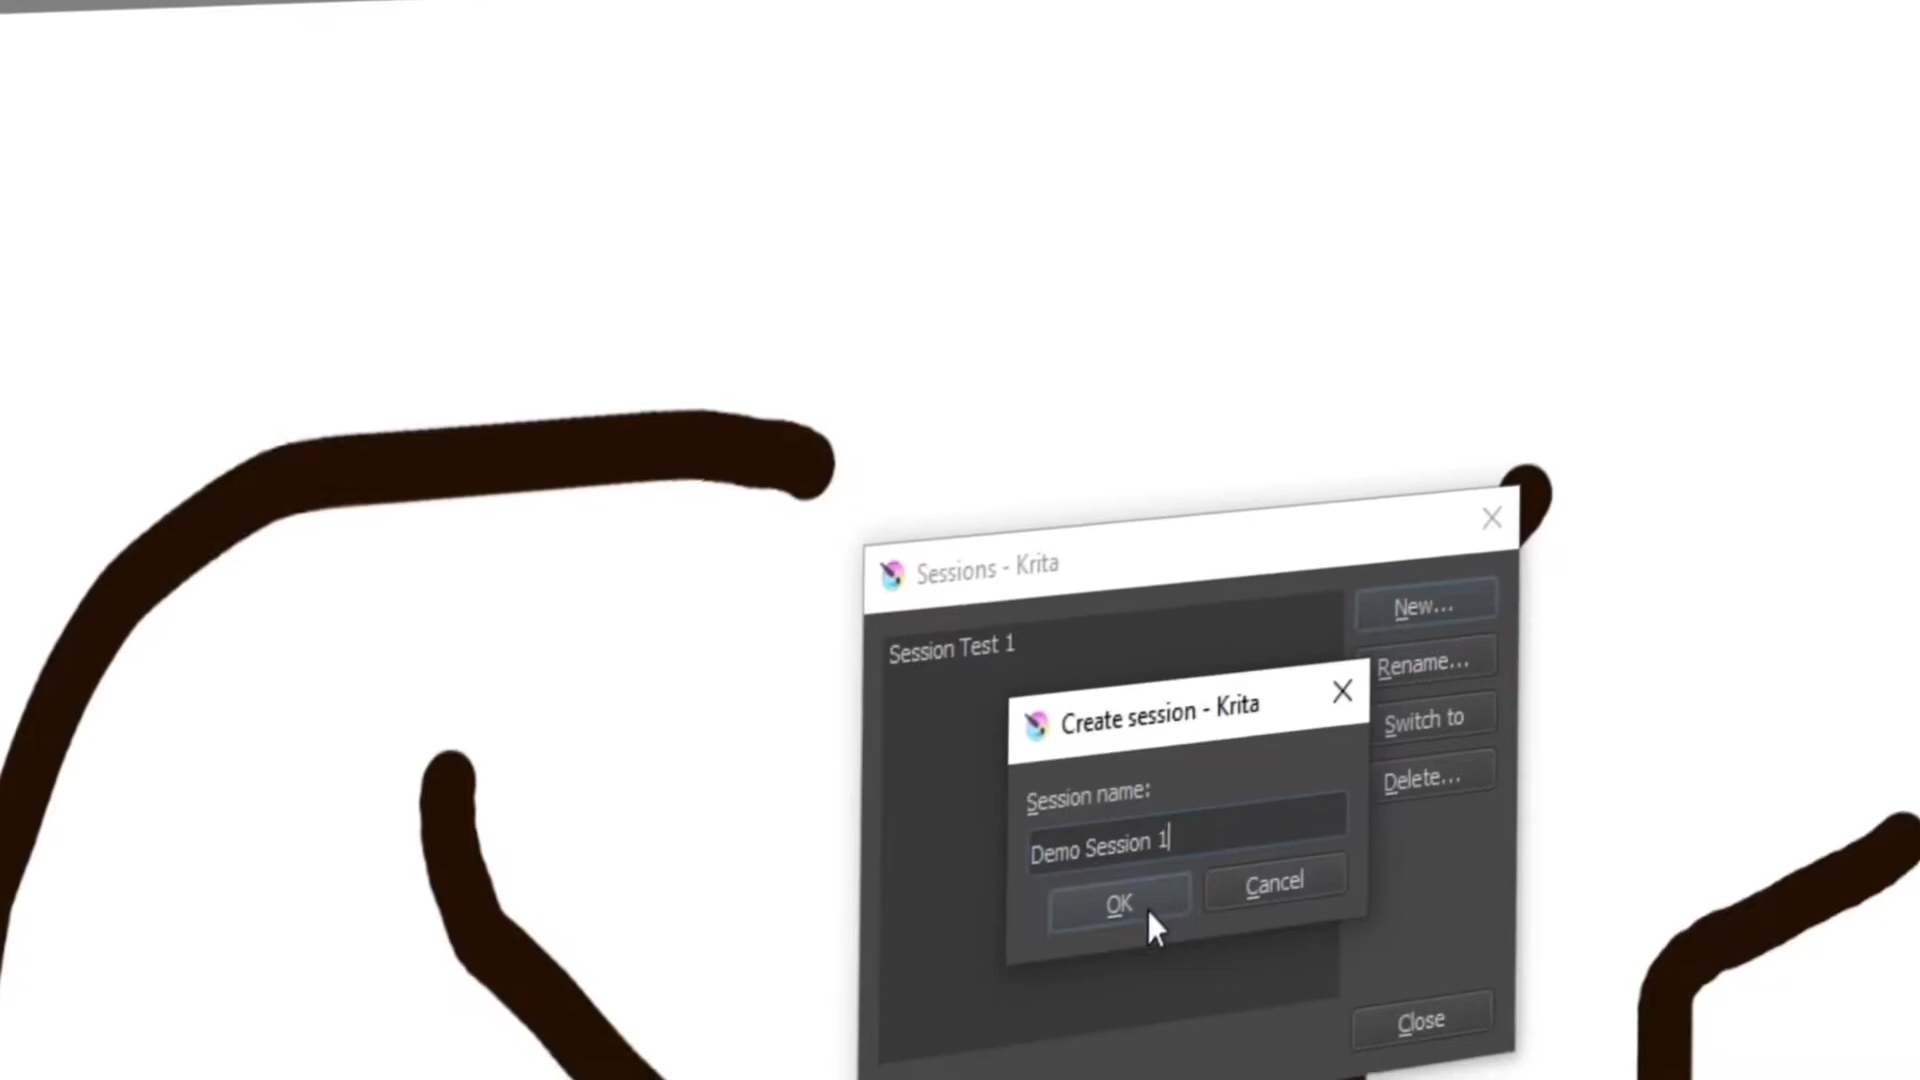 Sessions - Krita
New...
Session Test 1
Rename...
Create session - Krita
Switch to
Delete...
Session name:
Demo Session 1
OK
Cancel
Close